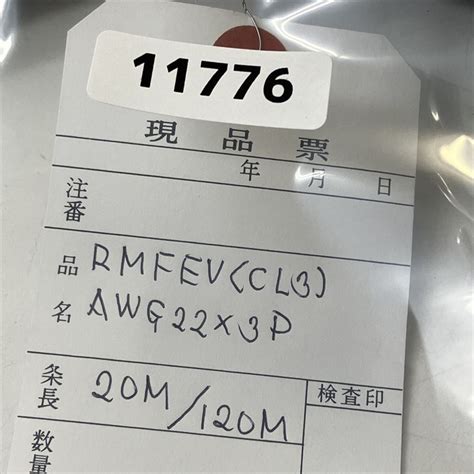 11776
現品票
年 月 日
注番
品名 RMFEV(CL3)
AWG22×3P
条長 20M/120M
検査印
数量